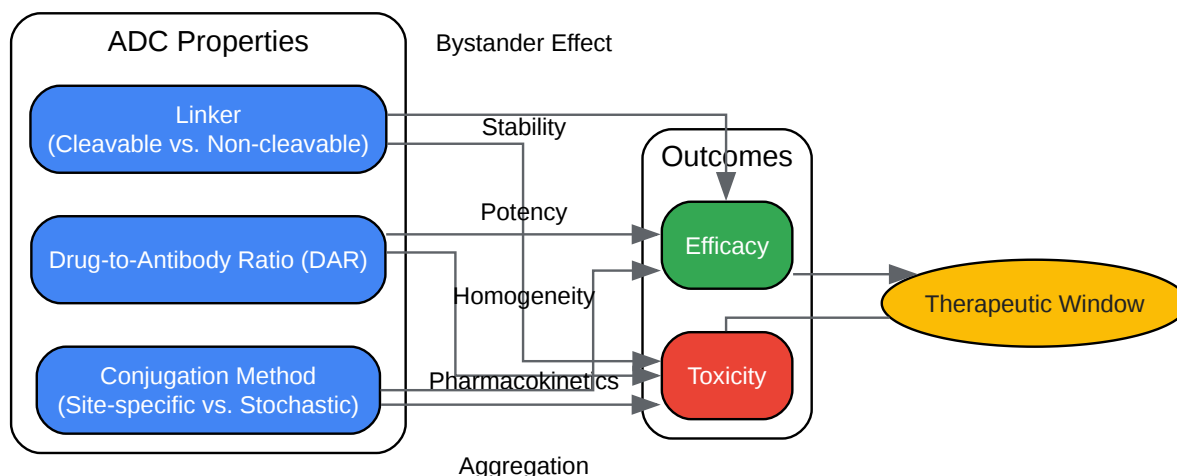 ADC Properties
Bystander Effect
Linker
(Cleavable vs. Non-cleavable)
Stability
Outcomes
Potency
Efficacy
Drug-to-Antibody Ratio (DAR)
Homogeneity
Therapeutic Window
Conjugation Method
(Site-specific vs. Stochastic)
Pharmacokinetics
Toxicity
Aggregation